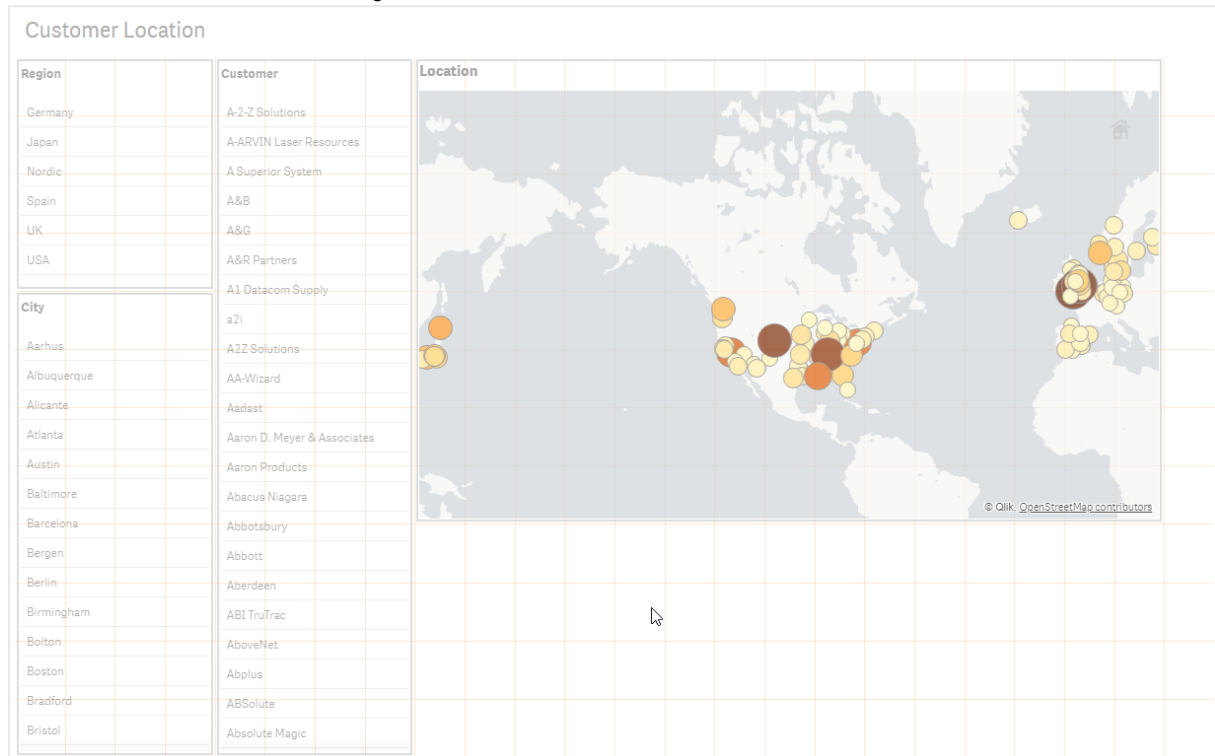 Customer Location
Region
Germany
Japan
Nordic
Spain
UK
USA
City
Aarhus
Albuquerque
Alicante
Atlanta
Austin
Baltimore
Barcelona
Bergen
Berlin
Birmingham
Bolton
Boston
Bradford
Bristol
Customer
A-2-Z Solutions
A-ARVIN Laser Resources
A Superior System
A&B
A&G
A&R Partners
A1 Datacom Supply
a2i
A2Z Solutions
AA-Wizard
Aadast
Aaron D. Meyer & Associates
Aaron Products
Abacus Niagara
Abbotsbury
Abbott
Aberdeen
ABI TruTrac
AboveNet
Abplus
ABSolute
Absolute Magic
Location
© Qlik, OpenStreetMap contributors